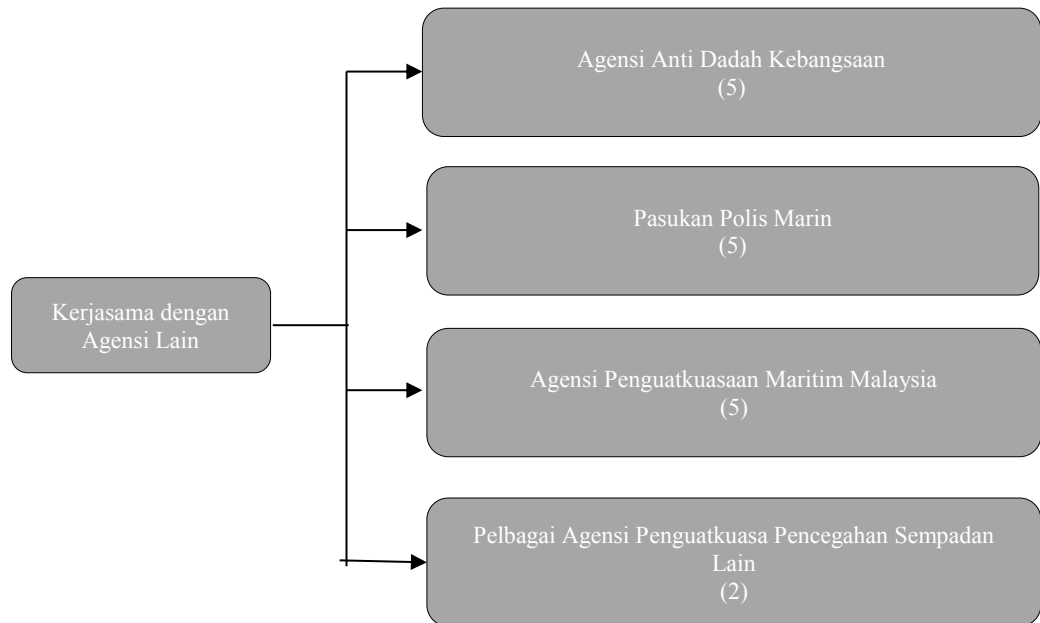 Agensi Anti Dadah Kebangsaan
(5)
Pasukan Polis Marin
(5)
Kerjasama dengan
Agensi Lain
Agensi Penguatkuasaan Maritim Malaysia
(5)
Pelbagai Agensi Penguatkuasa Pencegahan Sempadan
Lain
(2)